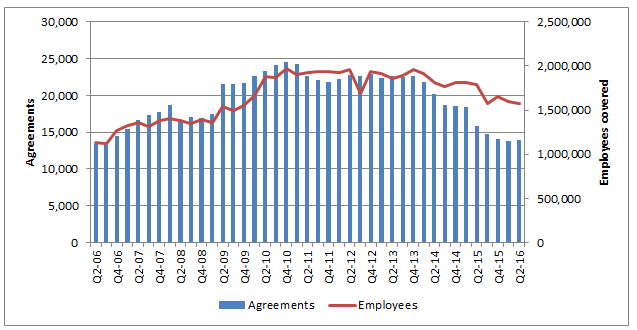 30,000
25,000
20,000
15,000
10,000
5,000
0
Agreements
2,500,000
2,000,000
1,500,000
1,000,000
500,000
0
Employees covered
Q2-06
Q4-06
Q2-07
Q4-07
Q2-08
Q4-08
Q2-09
Q4-09
Q2-10
Q4-10
Q2-11
Q4-11
Q2-12
Q4-12
Q2-13
Q4-13
Q2-14
Q4-14
Q2-15
Q4-15
Q2-16
Agreements
Employees